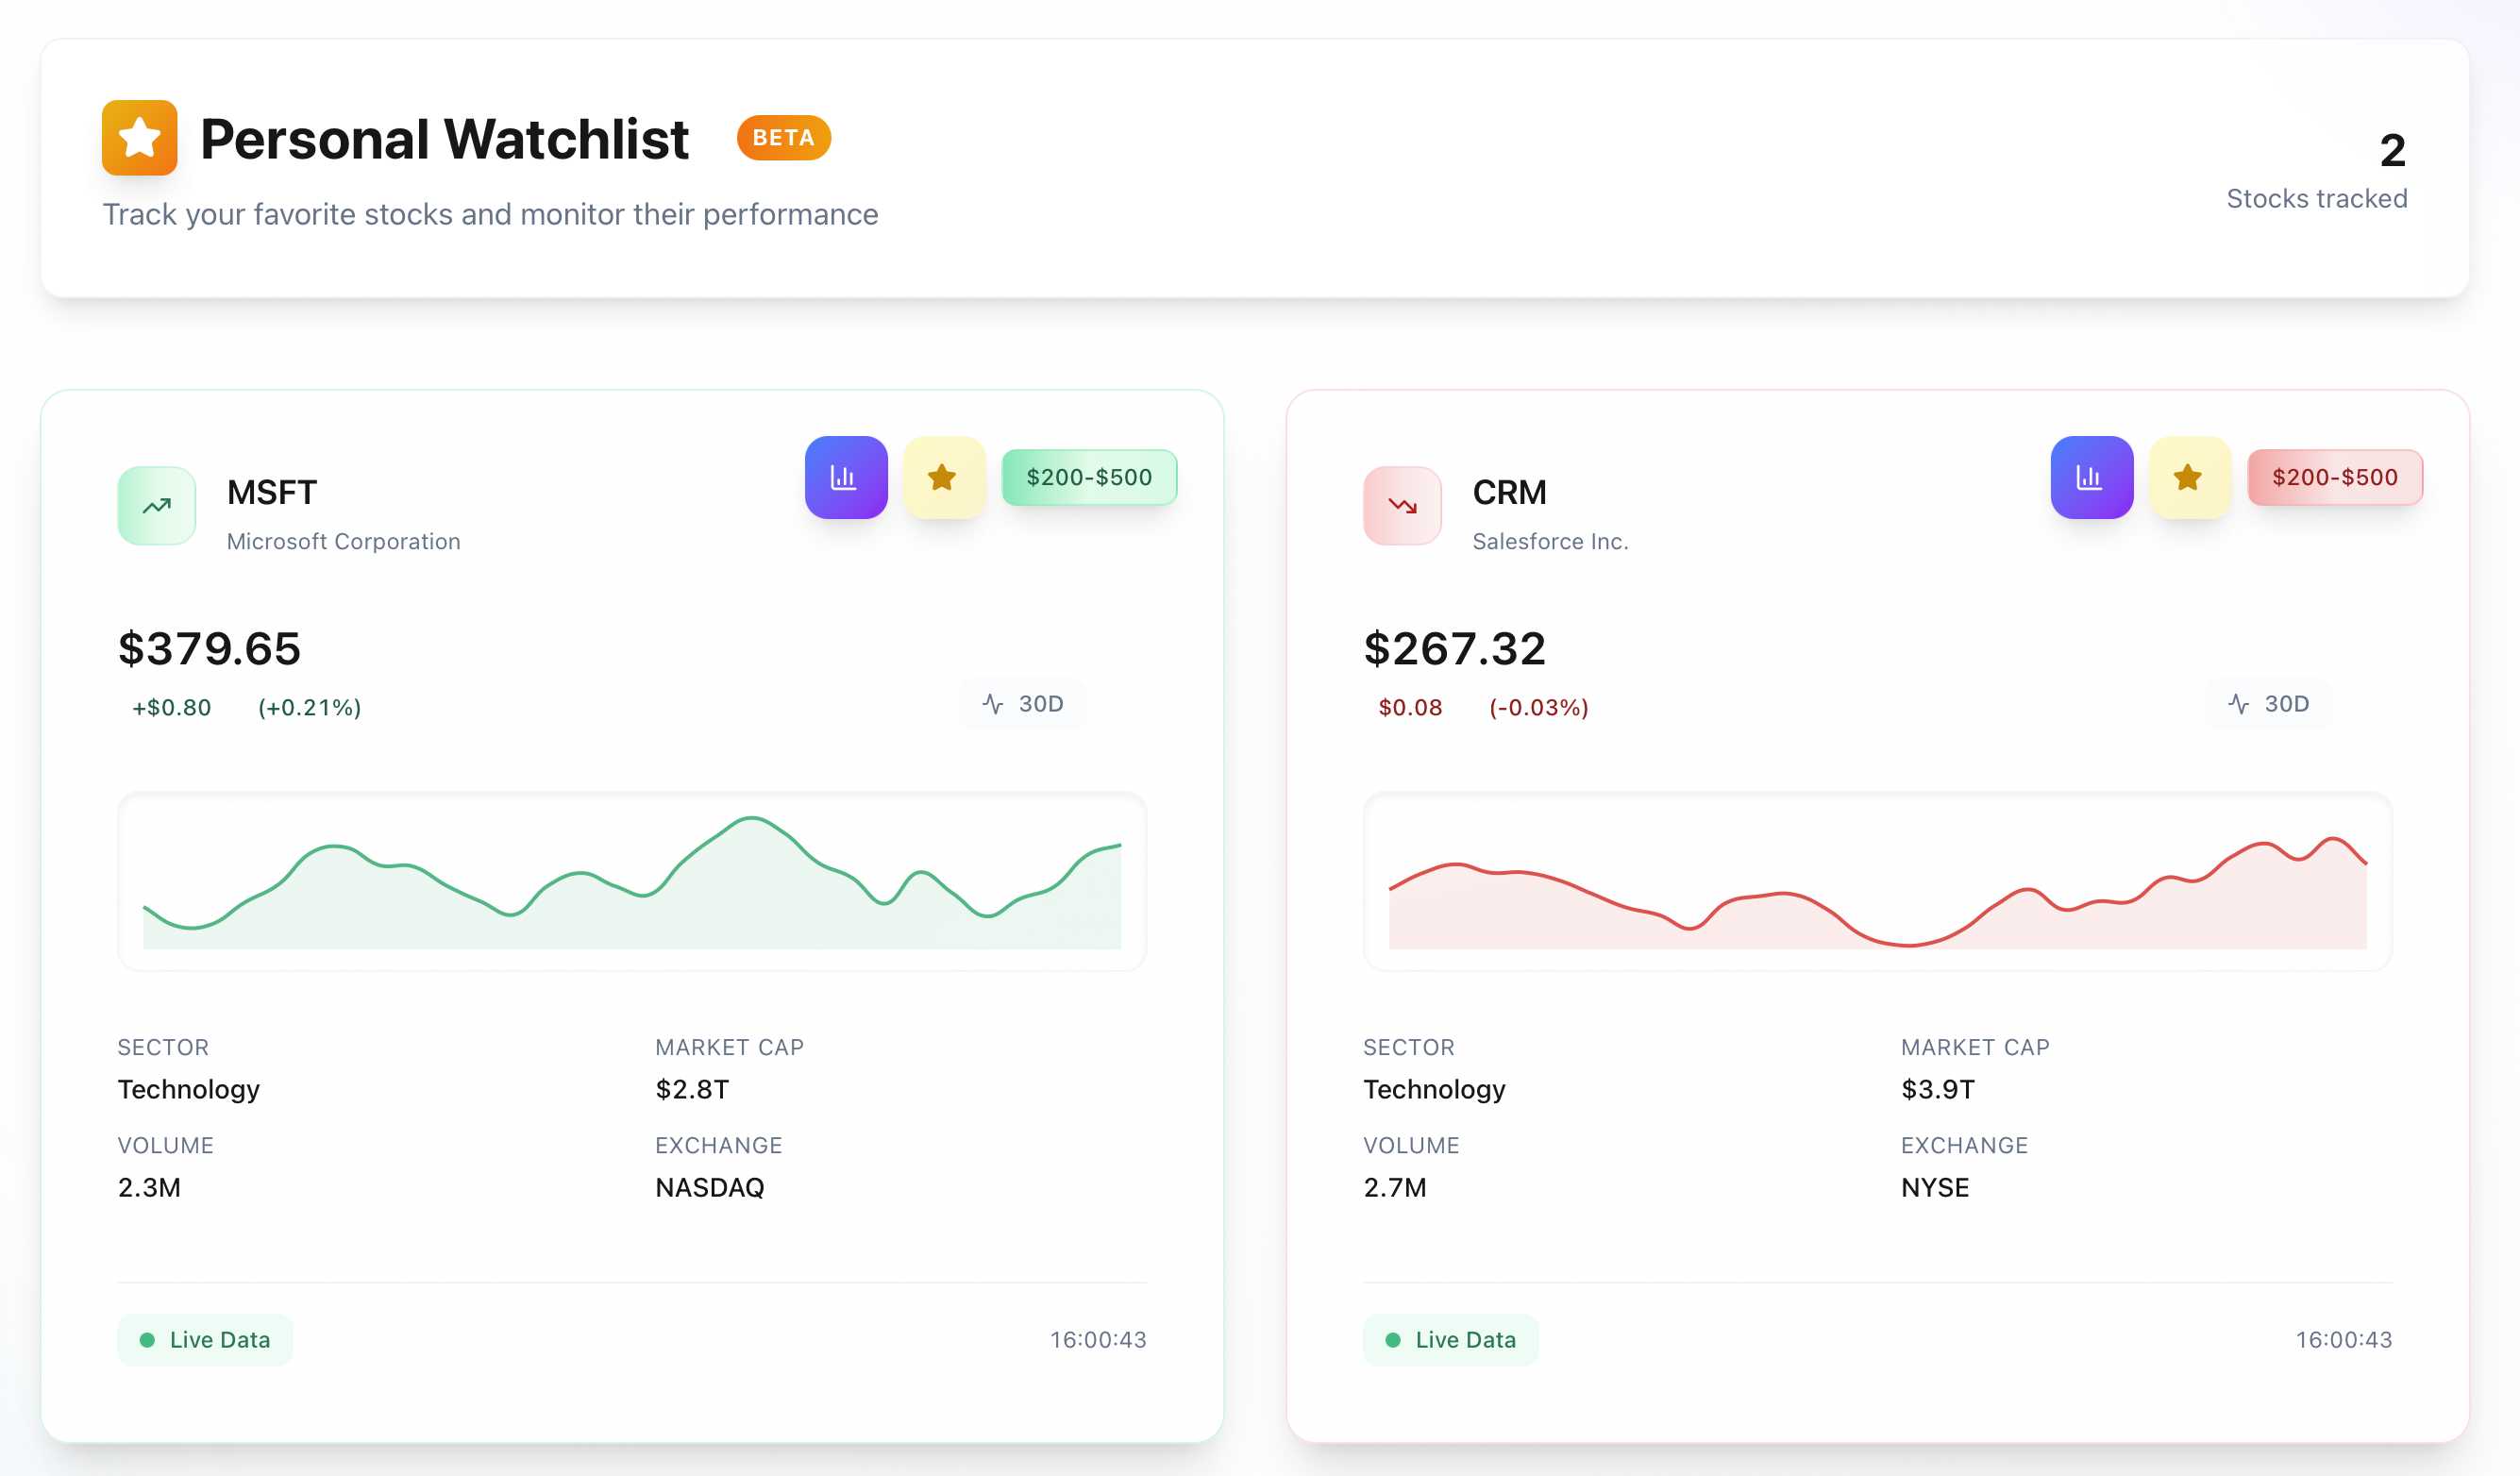 Personal Watchlist BETA
Track your favorite stocks and monitor their performance
2
Stocks tracked
MSFT
Microsoft Corporation
$200-$500
$379.65
+$0.80 (+0.21%)
30D
SECTOR
Technology
MARKET CAP
$2.8T
VOLUME
2.3M
EXCHANGE
NASDAQ
Live Data
16:00:43
CRM
Salesforce Inc.
$200-$500
$267.32
$0.08 (-0.03%)
30D
SECTOR
Technology
MARKET CAP
$3.9T
VOLUME
2.7M
EXCHANGE
NYSE
Live Data
16:00:43